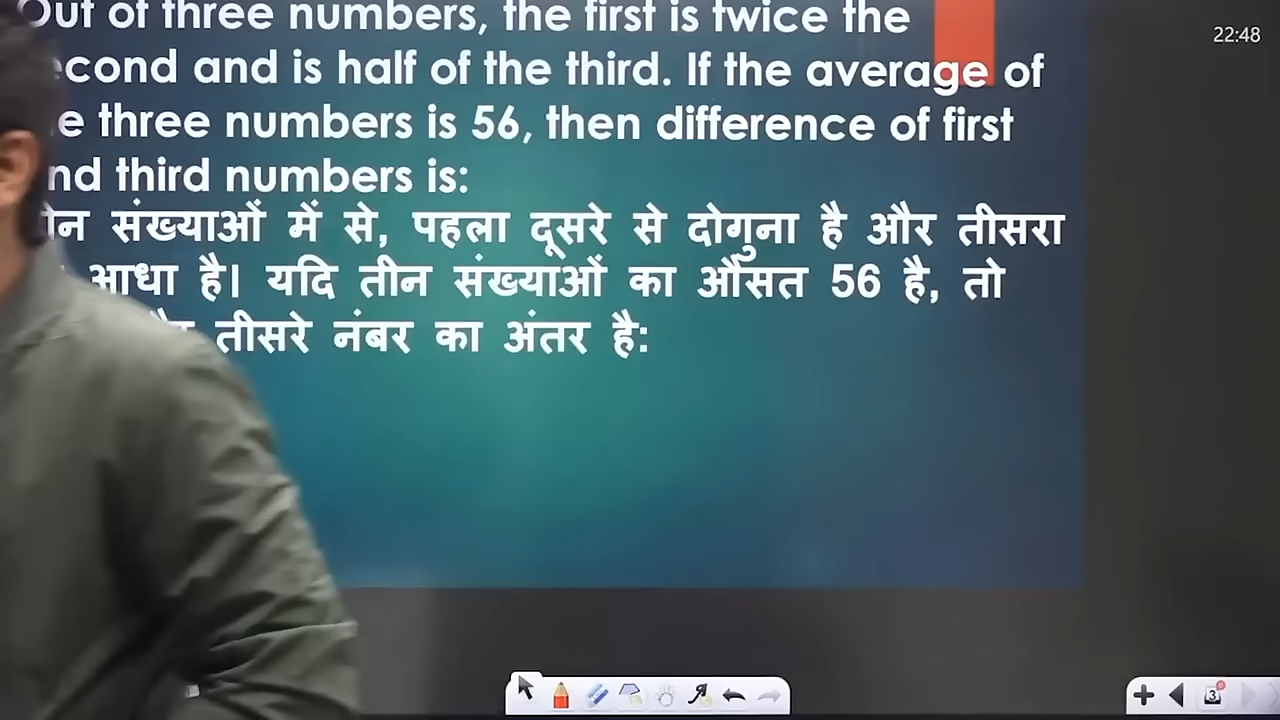 Out of three numbers, the first is twice the
22:48
econd and is half of the third. If the average of
e three numbers is 56, then difference of first
nd third numbers is:
संख्याओं में से, पहला दूसरे से दोगुना है और तीसरा
आधा है। यदि तीन संख्याओं का औसत 56 है, तो
तीसरे नंबर का अंतर है:
3